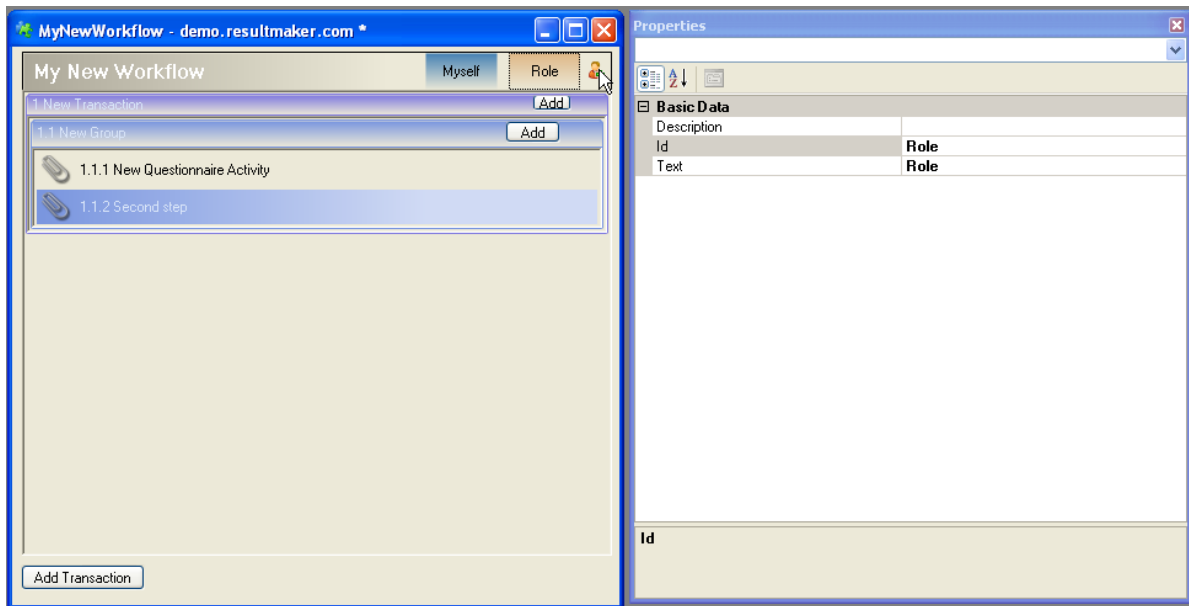 MyNewWorkflow - demo.resultmaker.com *
My New Workflow
Myself
Role
1 New Transaction
Add
1.1 New Group
Add
1.1.1 New Questionnaire Activity
1.1.2 Second step
Add Transaction
Properties
A
Z
Basic Data
Description
Id Role
Text Role
Id